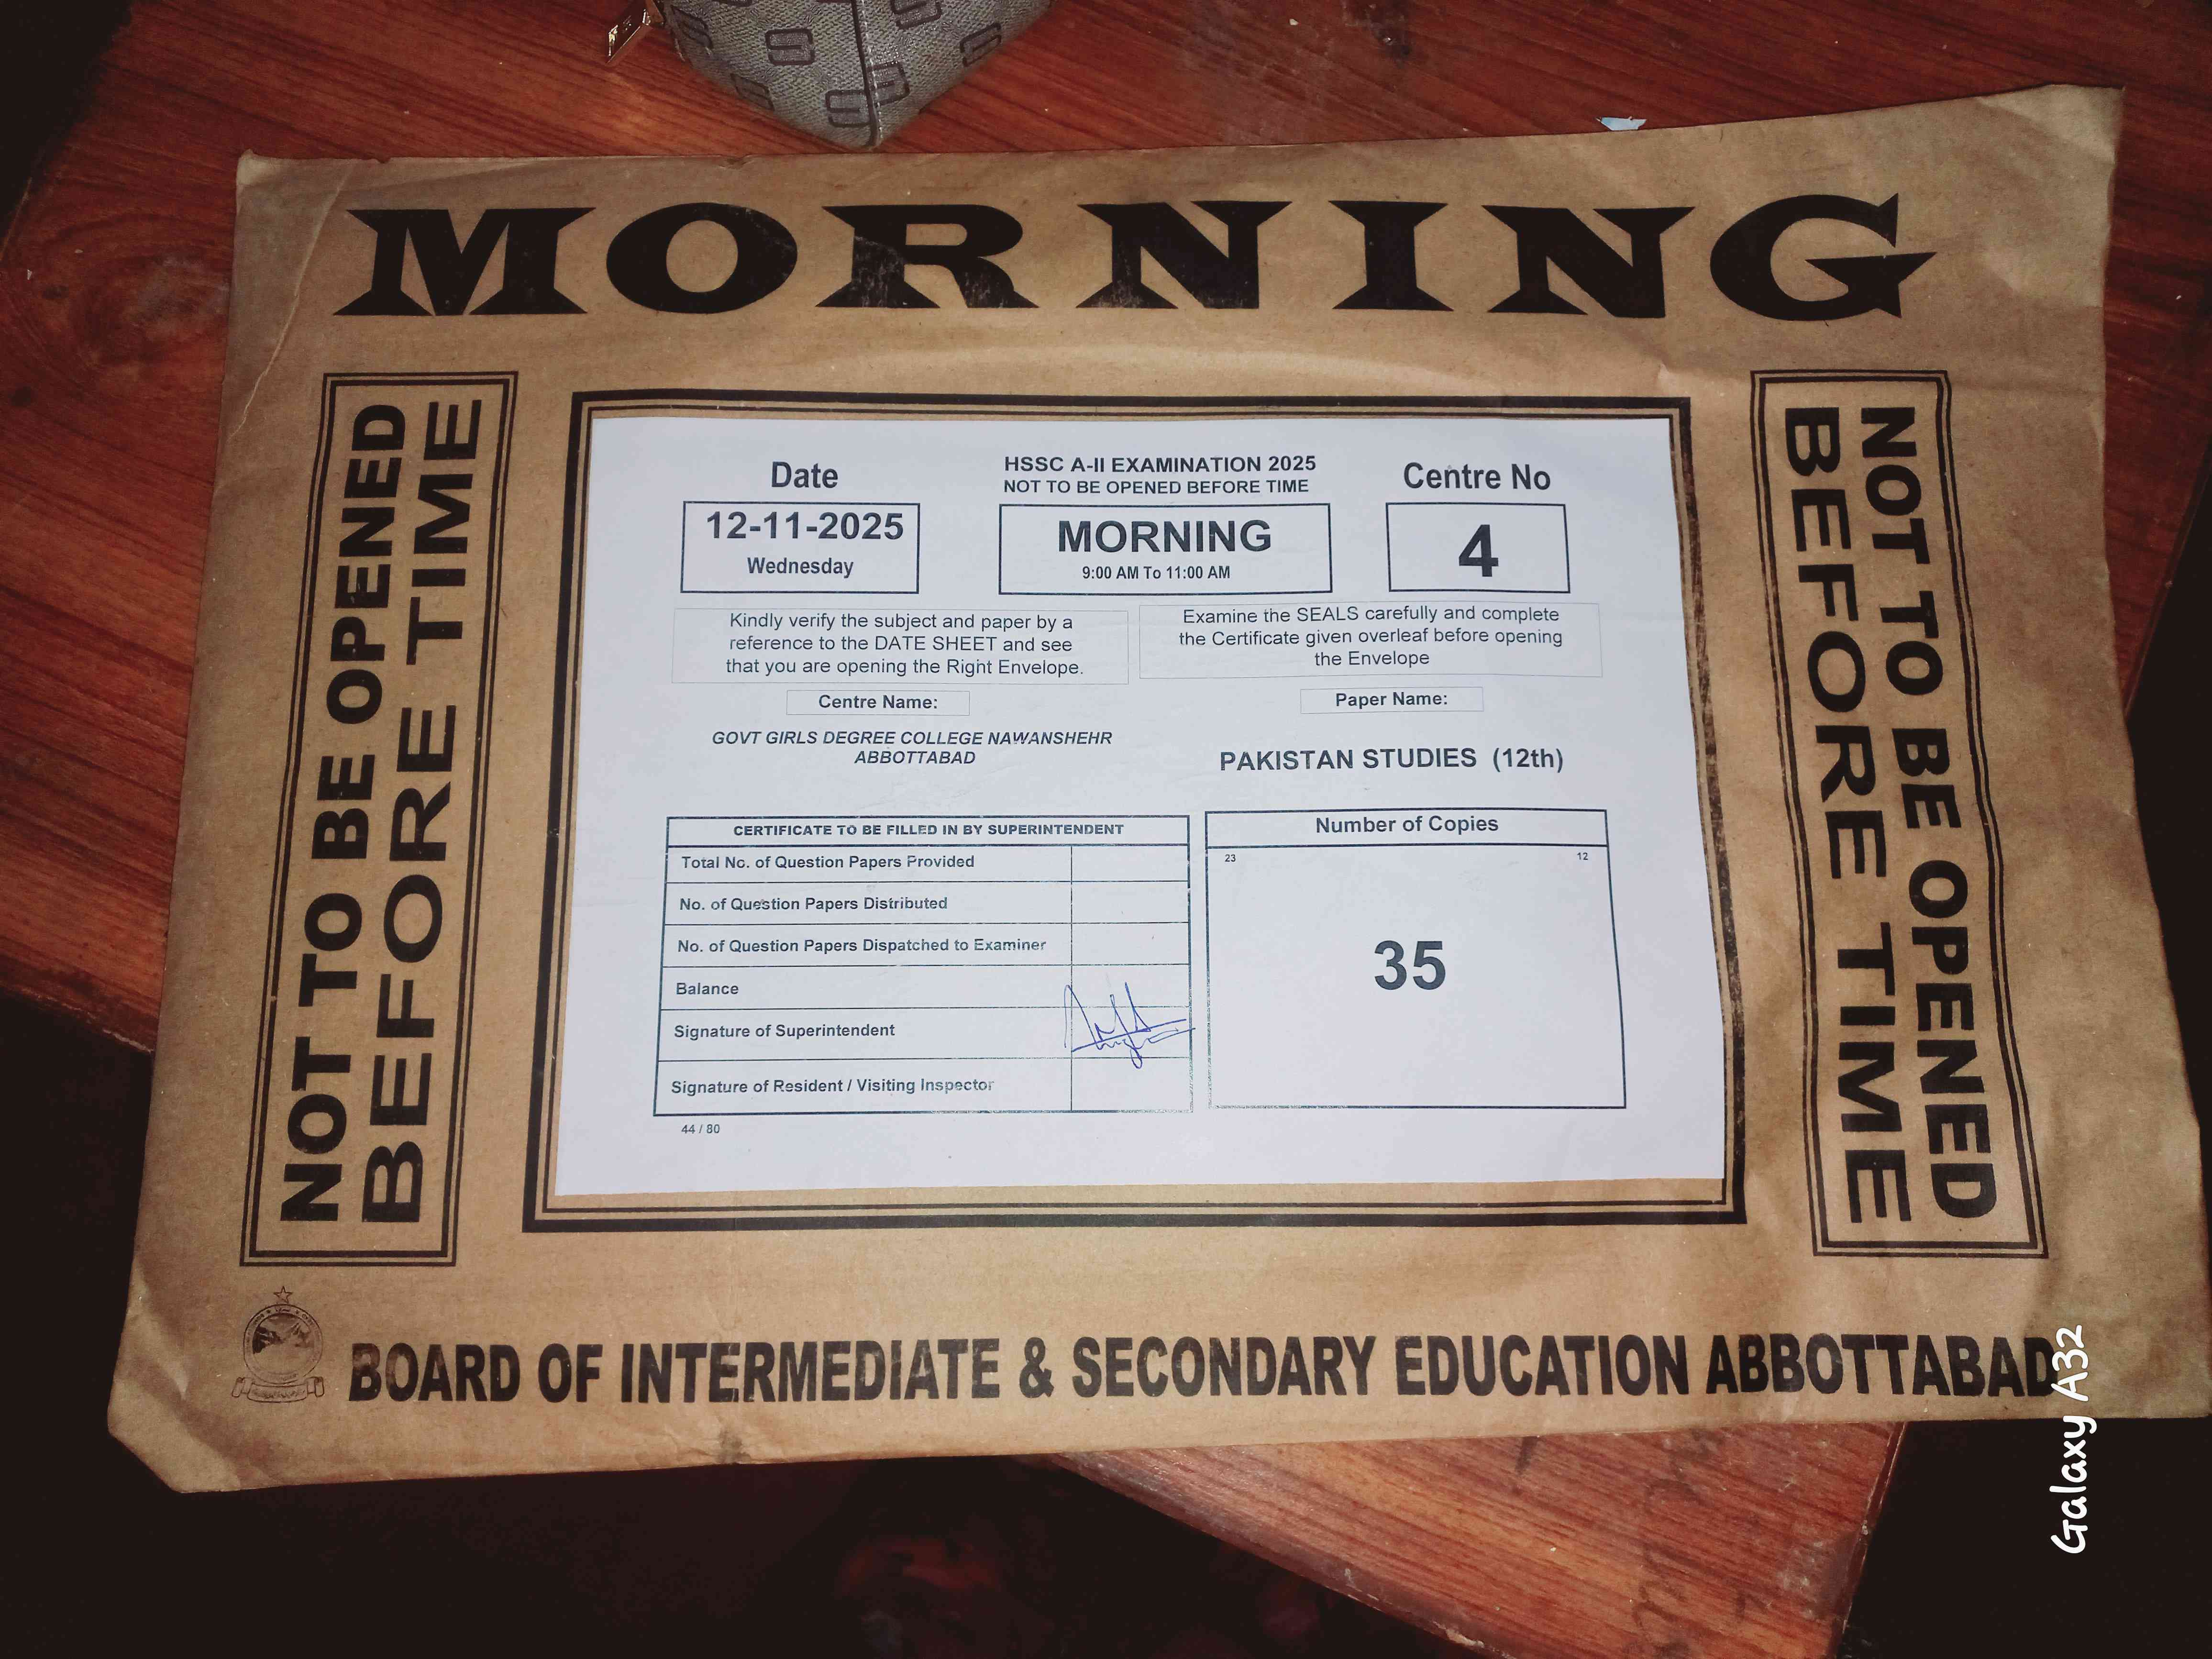 MORNING
NOT TO BE OPENED
BEFORE TIME
Date
12-11-2025
Wednesday
HSSC A-II EXAMINATION 2025
NOT TO BE OPENED BEFORE TIME
MORNING
9:00 AM To 11:00 AM
Centre No
4
Kindly verify the subject and paper by a
reference to the DATE SHEET and see
that you are opening the Right Envelope.
Examine the SEALS carefully and complete
the Certificate given overleaf before opening
the Envelope
Centre Name:
GOVT GIRLS DEGREE COLLEGE NAWANSHEHR
ABBOTTABAD
Paper Name:
PAKISTAN STUDIES (12th)
CERTIFICATE TO BE FILLED IN BY SUPERINTENDENT
Total No. of Question Papers Provided
No. of Question Papers Distributed
No. of Question Papers Dispatched to Examiner
Balance
Signature of Superintendent
Signature of Resident / Visiting Inspector
44 / 80
Number of Copies
23 12
35
NOT TO BE OPENED
BEFORE TIME
BOARD OF INTERMEDIATE & SECONDARY EDUCATION ABBOTTABAD
Galaxy A32